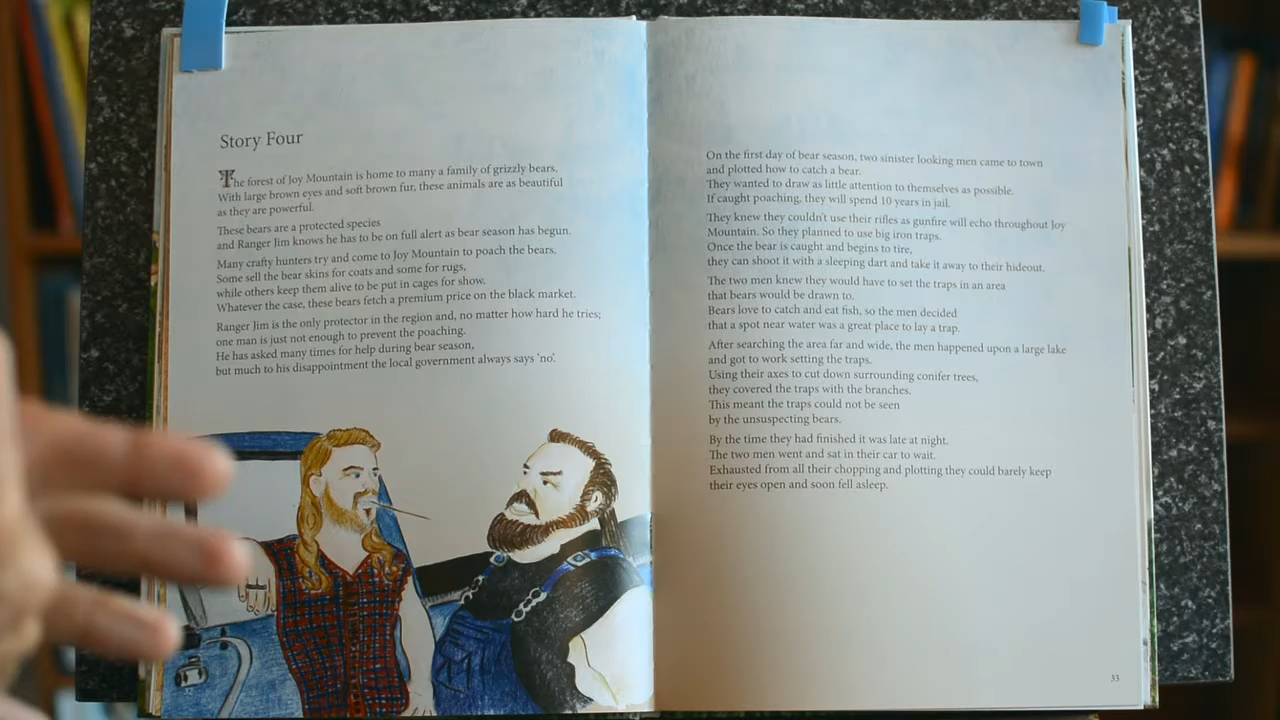 Story Four
The forest of Joy Mountain is home to many a family of grizzly bears.
With large brown eyes and soft brown fur, these animals are as beautiful
as they are powerful.
These bears are a protected species
and Ranger Jim knows he has to be on full alert as bear season has begun.
Many crafty hunters try and come to Joy Mountain to poach the bears.
Some sell the bear skins for coats and some for rugs,
while others keep them alive to be put in cages for show.
Whatever the case, these bears fetch a premium price on the black market.
Ranger Jim is the only protector in the region and, no matter how hard he tries;
one man is just not enough to prevent the poaching.
He has asked many times for help during bear season,
but much to his disappointment the local government always says 'no'.
On the first day of bear season, two sinister looking men came to town
and plotted how to catch a bear.
They wanted to draw as little attention to themselves as possible.
If caught poaching, they will spend 10 years in jail.
They knew they couldn't use their rifles as gunfire will echo throughout Joy
Mountain. So they planned to use big iron traps.
Once the bear is caught and begins to tire,
they can shoot it with a sleeping dart and take it away to their hideout.
The two men knew they would have to set the traps in an area
that bears would be drawn to.
Bears love to catch and eat fish, so the men decided
that a spot near water was a great place to lay a trap.
After searching the area far and wide, the men happened upon a large lake
and got to work setting the traps.
Using their axes to cut down surrounding conifer trees,
they covered the traps with the branches.
This meant the traps could not be seen
by the unsuspecting bears.
By the time they had finished it was late at night.
The two men went and sat in their car to wait.
Exhausted from all their chopping and plotting they could barely keep
their eyes open and soon fell asleep.
33